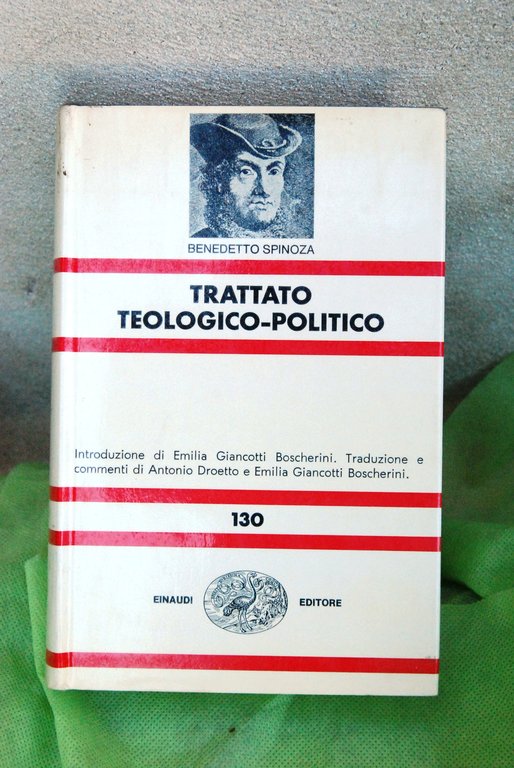 BENEDETTO SPINOZA
TRATTATO
TEOLOGICO-POLITICO
Introduzione di Emilia Giancotti Boscherini. Traduzione e
commenti di Antonio Droetto e Emilia Giancotti Boscherini.
130
EINAUDI EDITORE